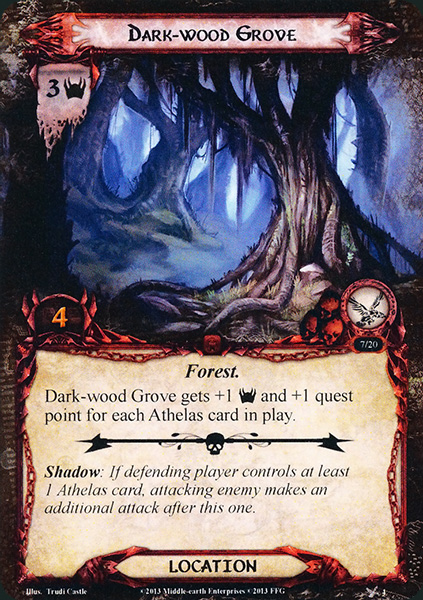 Dark-wood Grove
3
4
7/20
Forest.
Dark-wood Grove gets +1 and +1 quest
point for each Athelas card in play.
Shadow: If defending player controls at least
1 Athelas card, attacking enemy makes an
additional attack after this one.
LOCATION
Illus. Trudi Castle
©2013 Middle-earth Enterprises ©2013 FFG